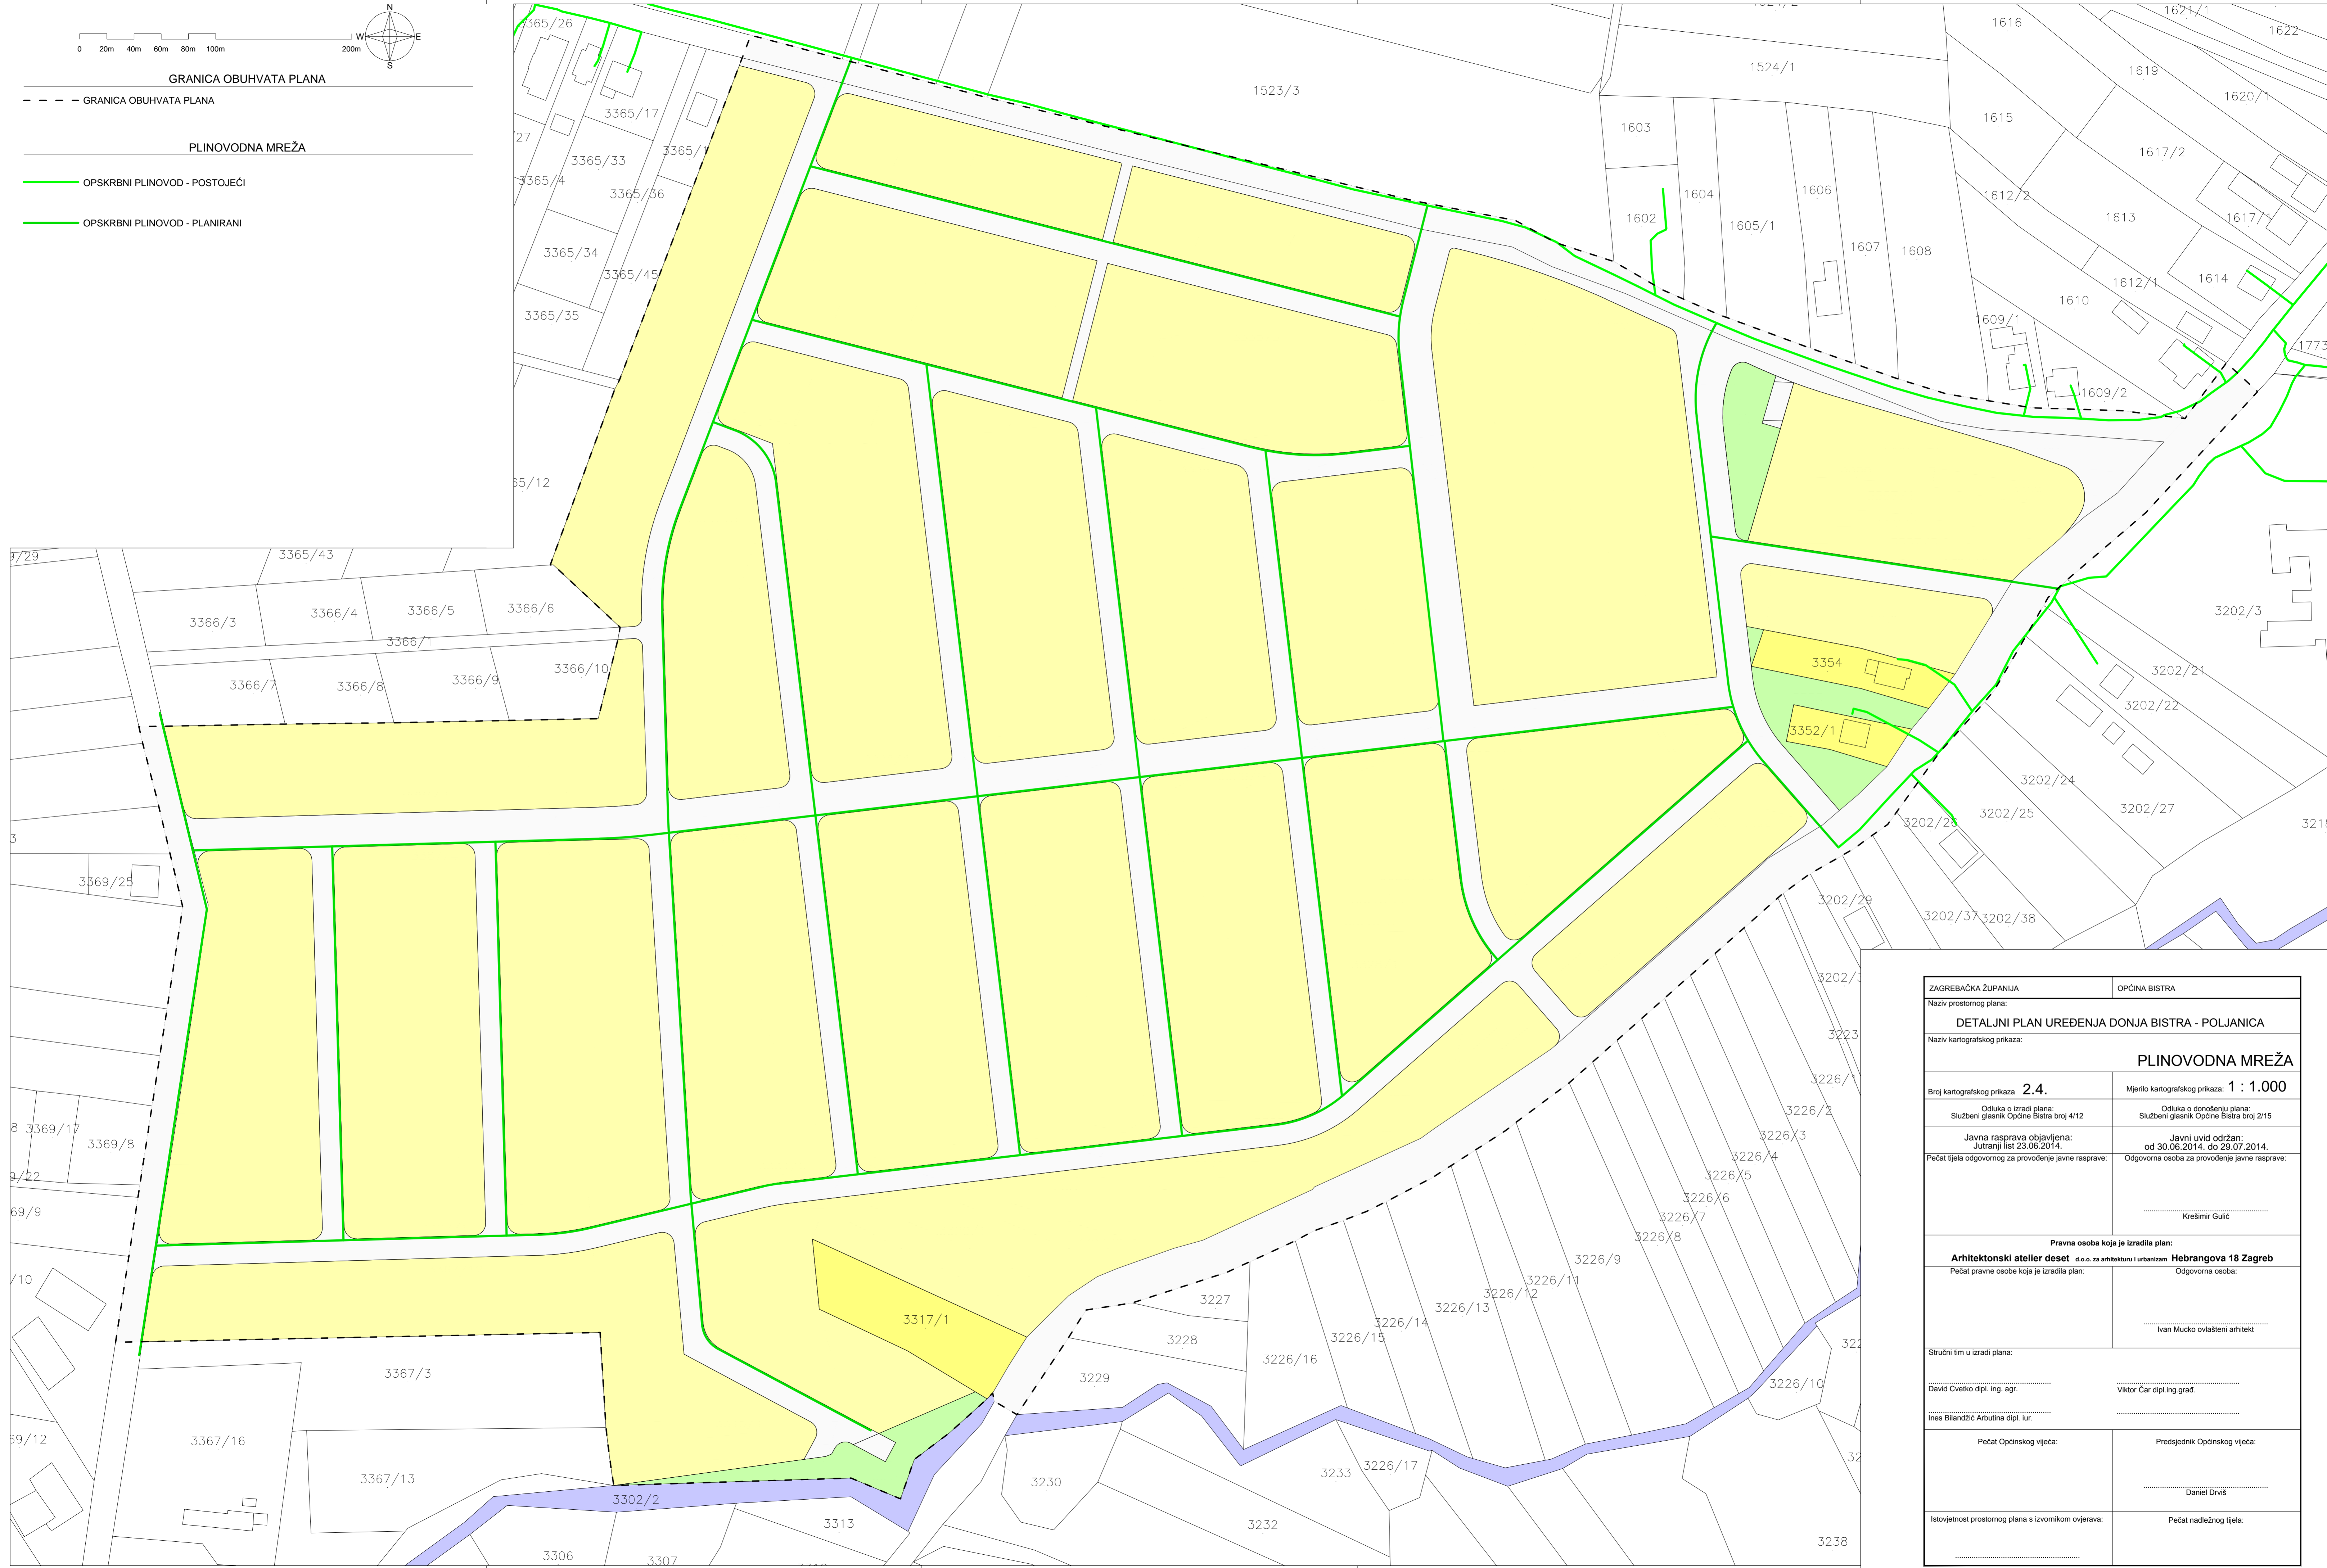 N
W
E
S
0 20m 40m 60m 80m 100m 200m
GRANICA OBUHVATA PLANA
GRANICA OBUHVATA PLANA
PLINOVODNA MREŽA
OPSKRBNI PLINOVOD - POSTOJEĆI
OPSKRBNI PLINOVOD - PLANIRANI
3365/26
3365/17
3365/33
3365/4
3365/36
3365/34
3365/45
3365/35
1523/3
1524/1
1603
1602
1604
1605/1
1606
1607
1608
1616
1621/1
1622
1619
1620/1
1615
1617/2
1612/2
1613
1617/1
1612/1
1614
1610
1609/1
1609/2
3365/43
3366/3
3366/4
3366/5
3366/6
3366/1
3366/7
3366/8
3366/9
3366/10
3354
3352/1
3202/3
3202/21
3202/22
3202/24
3202/27
3202/25
3202/26
3202/29
3202/37
3202/38
3369/25
3369/17
3369/8
3226/1
3226/2
3226/3
3226/4
3226/5
3226/6
3226/7
3226/8
3226/9
3226/11
3226/12
3226/13
3226/14
3226/15
3226/16
3226/10
3226/17
3227
3228
3229
3230
3232
3233
3238
3317/1
3367/3
3367/16
3367/13
3302/2
3313
3306
3307
ZAGREBAČKA ŽUPANIJA
OPĆINA BISTRA
Naziv prostornog plana:
DETALJNI PLAN UREĐENJA DONJA BISTRA - POLJANICA
Naziv kartografskog prikaza:
PLINOVODNA MREŽA
Broj kartografskog prikaza 2.4.
Mjerilo kartografskog prikaza: 1 : 1.000
Odluka o izradi plana:
Službeni glasnik Općine Bistra broj 4/12
Odluka o donošenju plana:
Službeni glasnik Općine Bistra broj 2/15
Javna rasprava objavljena:
Jutranji list 23.06.2014.
Javni uvid održan:
od 30.06.2014. do 29.07.2014.
Pečat tijela odgovornog za provođenje javne rasprave:
Odgovorna osoba za provođenje javne rasprave:
Krešimir Gulić
Pravna osoba koja je izradila plan:
Arhitektonski atelier deset d.o.o. za arhitekturu i urbanizam Hebrangova 18 Zagreb
Pečat pravne osobe koja je izradila plan:
Odgovorna osoba:
Ivan Mucko ovlašteni arhitekt
Stručni tim u izradi plana:
David Cvetko dipl. ing. agr.
Viktor Čar dipl.ing.građ.
Ines Bilandžić Arbutina dipl. iur.
Pečat Općinskog vijeća:
Predsjednik Općinskog vijeća:
Daniel Drviš
Istovjetnost prostornog plana s izvornikom ovjerava:
Pečat nadležnog tijela: